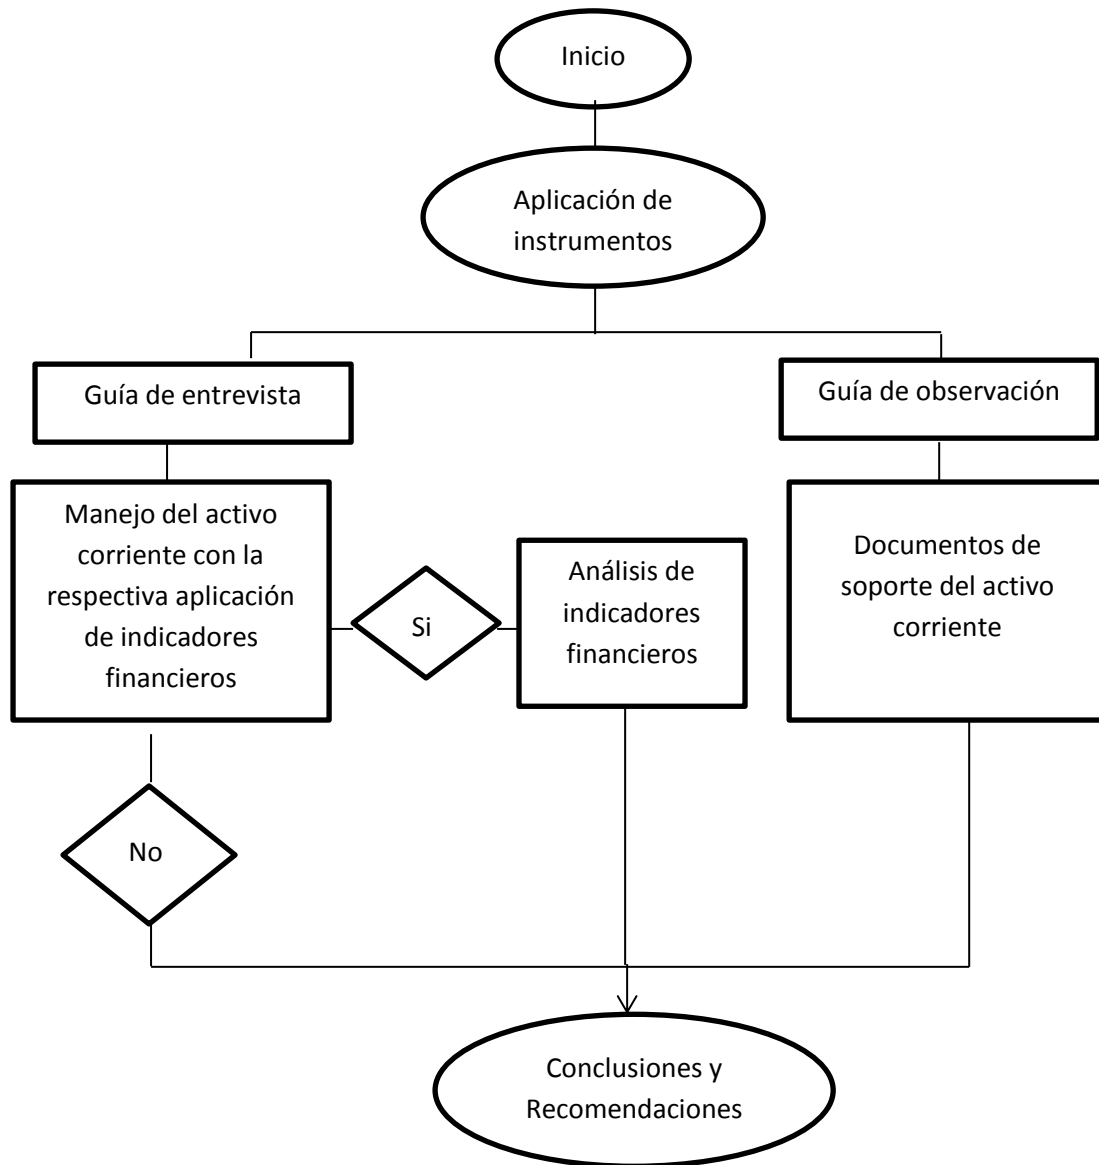 Inicio
Aplicación de
instrumentos
Guía de entrevista
Guía de observación
Manejo del activo
corriente con la
respectiva aplicación
de indicadores
financieros
Si
Análisis de
indicadores
financieros
Documentos de
soporte del activo
corriente
No
Conclusiones y
Recomendaciones